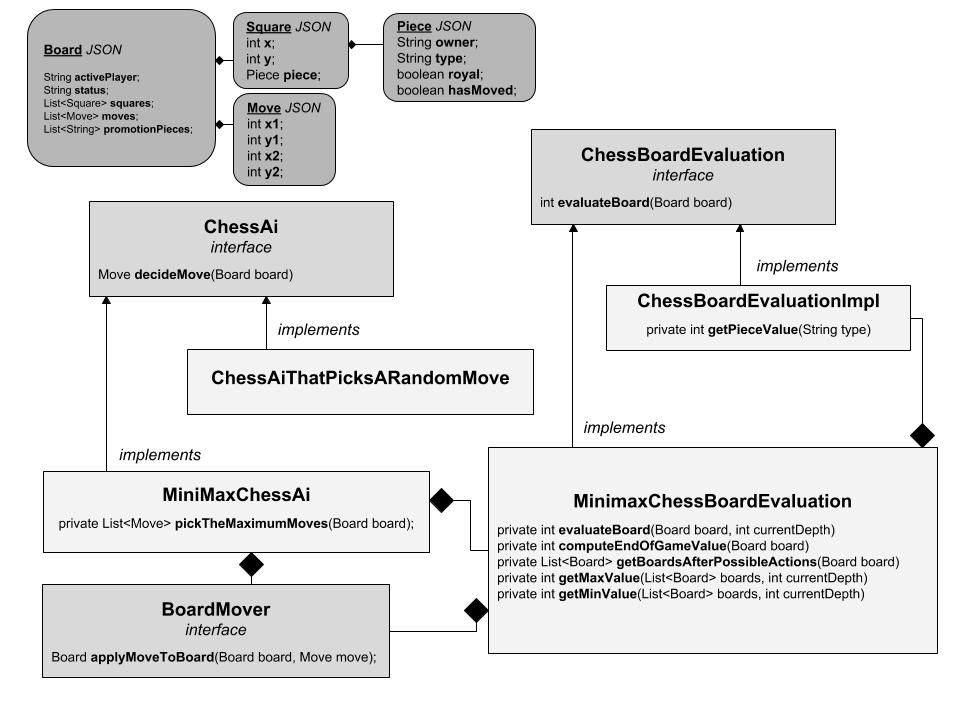 Board JSON
String activePlayer;
String status;
List<Square> squares;
List<Move> moves;
List<String> promotionPieces;
Square JSON
int x;
int y;
Piece piece;
Piece JSON
String owner;
String type;
boolean royal;
boolean hasMoved;
Move JSON
int x1;
int y1;
int x2;
int y2;
ChessBoardEvaluation
interface
int evaluateBoard(Board board)
ChessAi
interface
Move decideMove(Board board)
implements
ChessBoardEvaluationImpl
private int getPieceValue(String type)
implements
ChessAiThatPicksARandomMove
implements
implements
MiniMaxChessAi
private List<Move> pickTheMaximumMoves(Board board);
MinimaxChessBoardEvaluation
private int evaluateBoard(Board board, int currentDepth)
private int computeEndOfGameValue(Board board)
private List<Board> getBoardsAfterPossibleActions(Board board)
private int getMaxValue(List<Board> boards, int currentDepth)
private int getMinValue(List<Board> boards, int currentDepth)
BoardMover
interface
Board applyMoveToBoard(Board board, Move move);